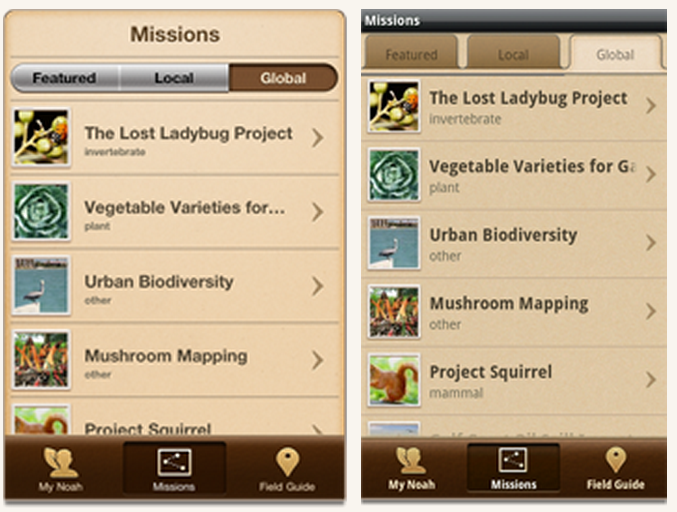 Missions
Featured
Local
Global
The Lost Ladybug Project
invertebrate
Vegetable Varieties for...
plant
Urban Biodiversity
other
Mushroom Mapping
other
Project Squirrel
My Noah
Missions
Field Guide
Missions
Featured
Local
Global
The Lost Ladybug Project
invertebrate
Vegetable Varieties for Ga
plant
Urban Biodiversity
other
Mushroom Mapping
other
Project Squirrel
mammal
My Noah
Missions
Field Guide